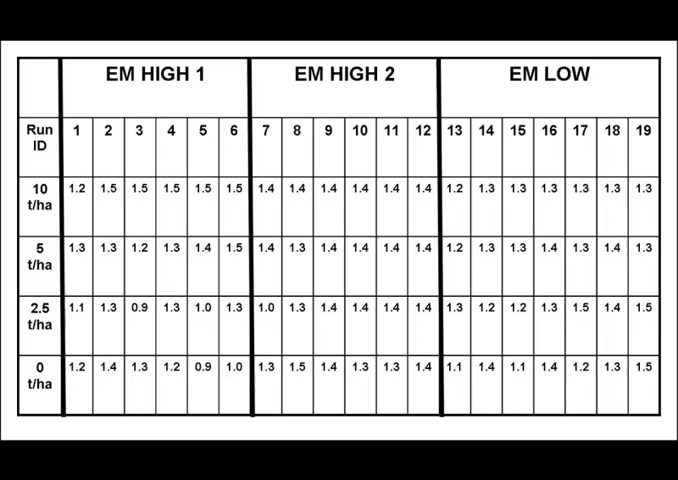 EM HIGH 1 EM HIGH 2 EM LOW
Run ID 1 2 3 4 5 6 7 8 9 10 11 12 13 14 15 16 17 18 19
10 t/ha 1.2 1.5 1.5 1.5 1.5 1.5 1.4 1.4 1.4 1.4 1.4 1.4 1.2 1.3 1.3 1.3 1.3 1.3 1.3
5 t/ha 1.3 1.3 1.2 1.3 1.4 1.5 1.4 1.3 1.4 1.4 1.4 1.4 1.2 1.3 1.3 1.4 1.3 1.4 1.3
2.5 t/ha 1.1 1.3 0.9 1.3 1.0 1.3 1.0 1.3 1.4 1.4 1.4 1.4 1.3 1.2 1.2 1.3 1.5 1.4 1.5
0 t/ha 1.2 1.4 1.3 1.2 0.9 1.0 1.3 1.5 1.4 1.3 1.3 1.4 1.1 1.4 1.1 1.4 1.2 1.3 1.5